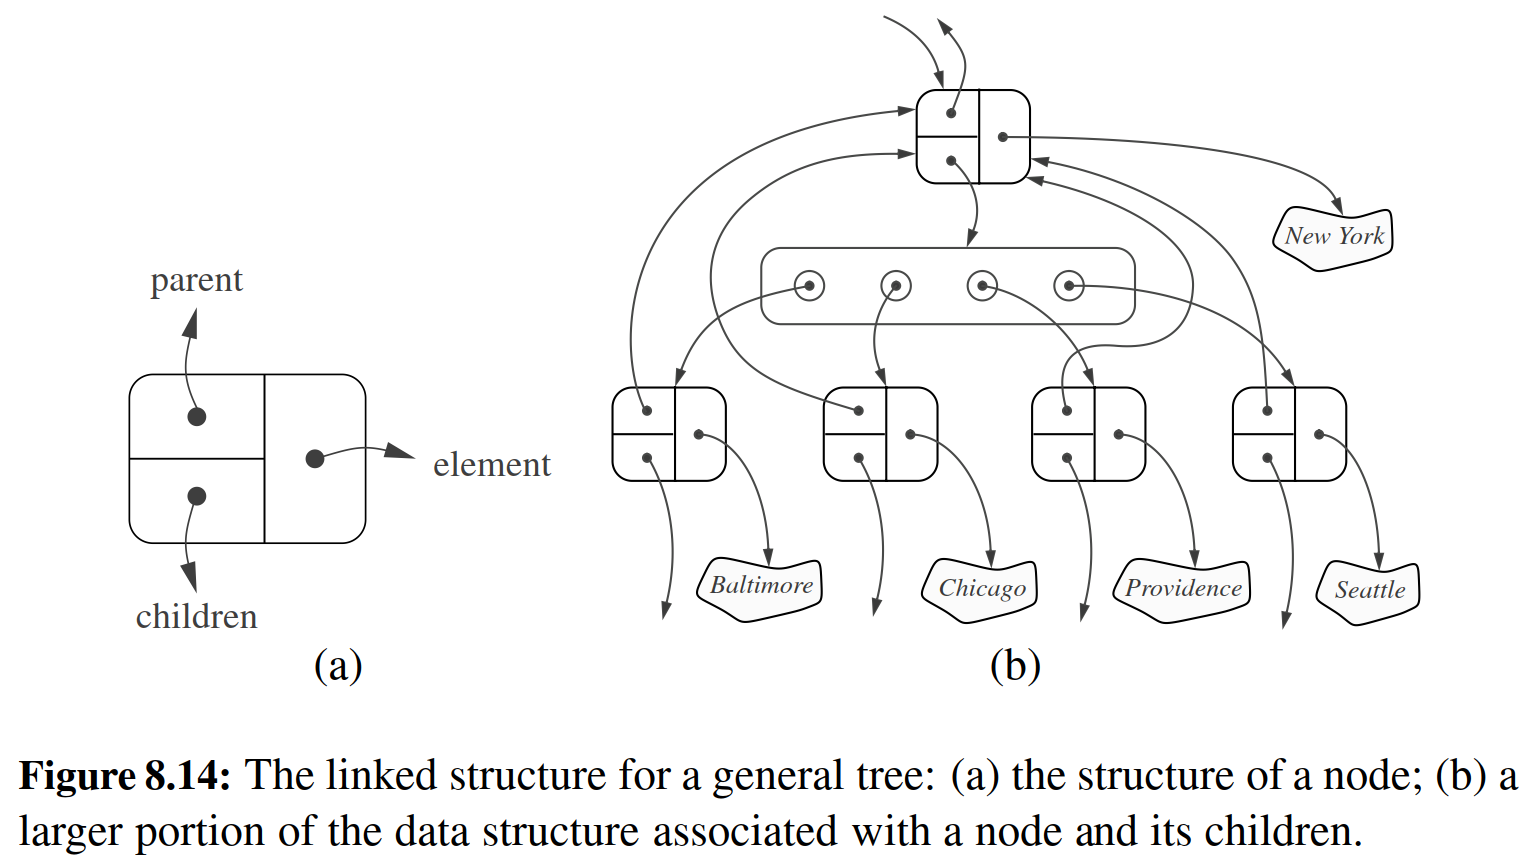 parent
element
children
(a)
New York
Baltimore
Chicago
Providence
Seattle
(b)
Figure 8.14: The linked structure for a general tree: (a) the structure of a node; (b) a
larger portion of the data structure associated with a node and its children.